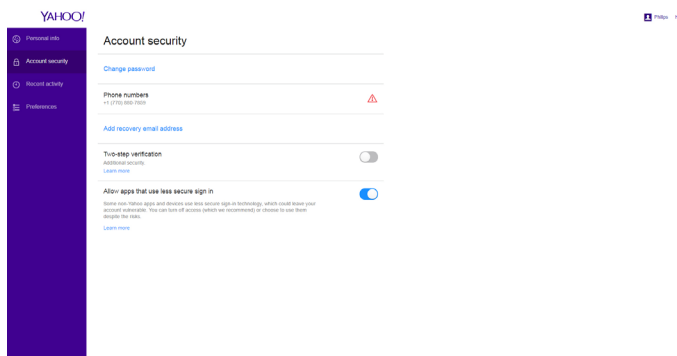 YAHOO!
Philips
Personal info
Account security
Recent activity
Preferences
Account security
Change password
Phone numbers
Add recovery email address
Two-step verification
Additional security.
Learn more
Allow apps that use less secure sign in
Some non-Yahoo apps and devices use less secure sign-in technology, which could leave your
account vulnerable. You can turn off access (which we recommend) or choose to use them
despite the risks.
Learn more